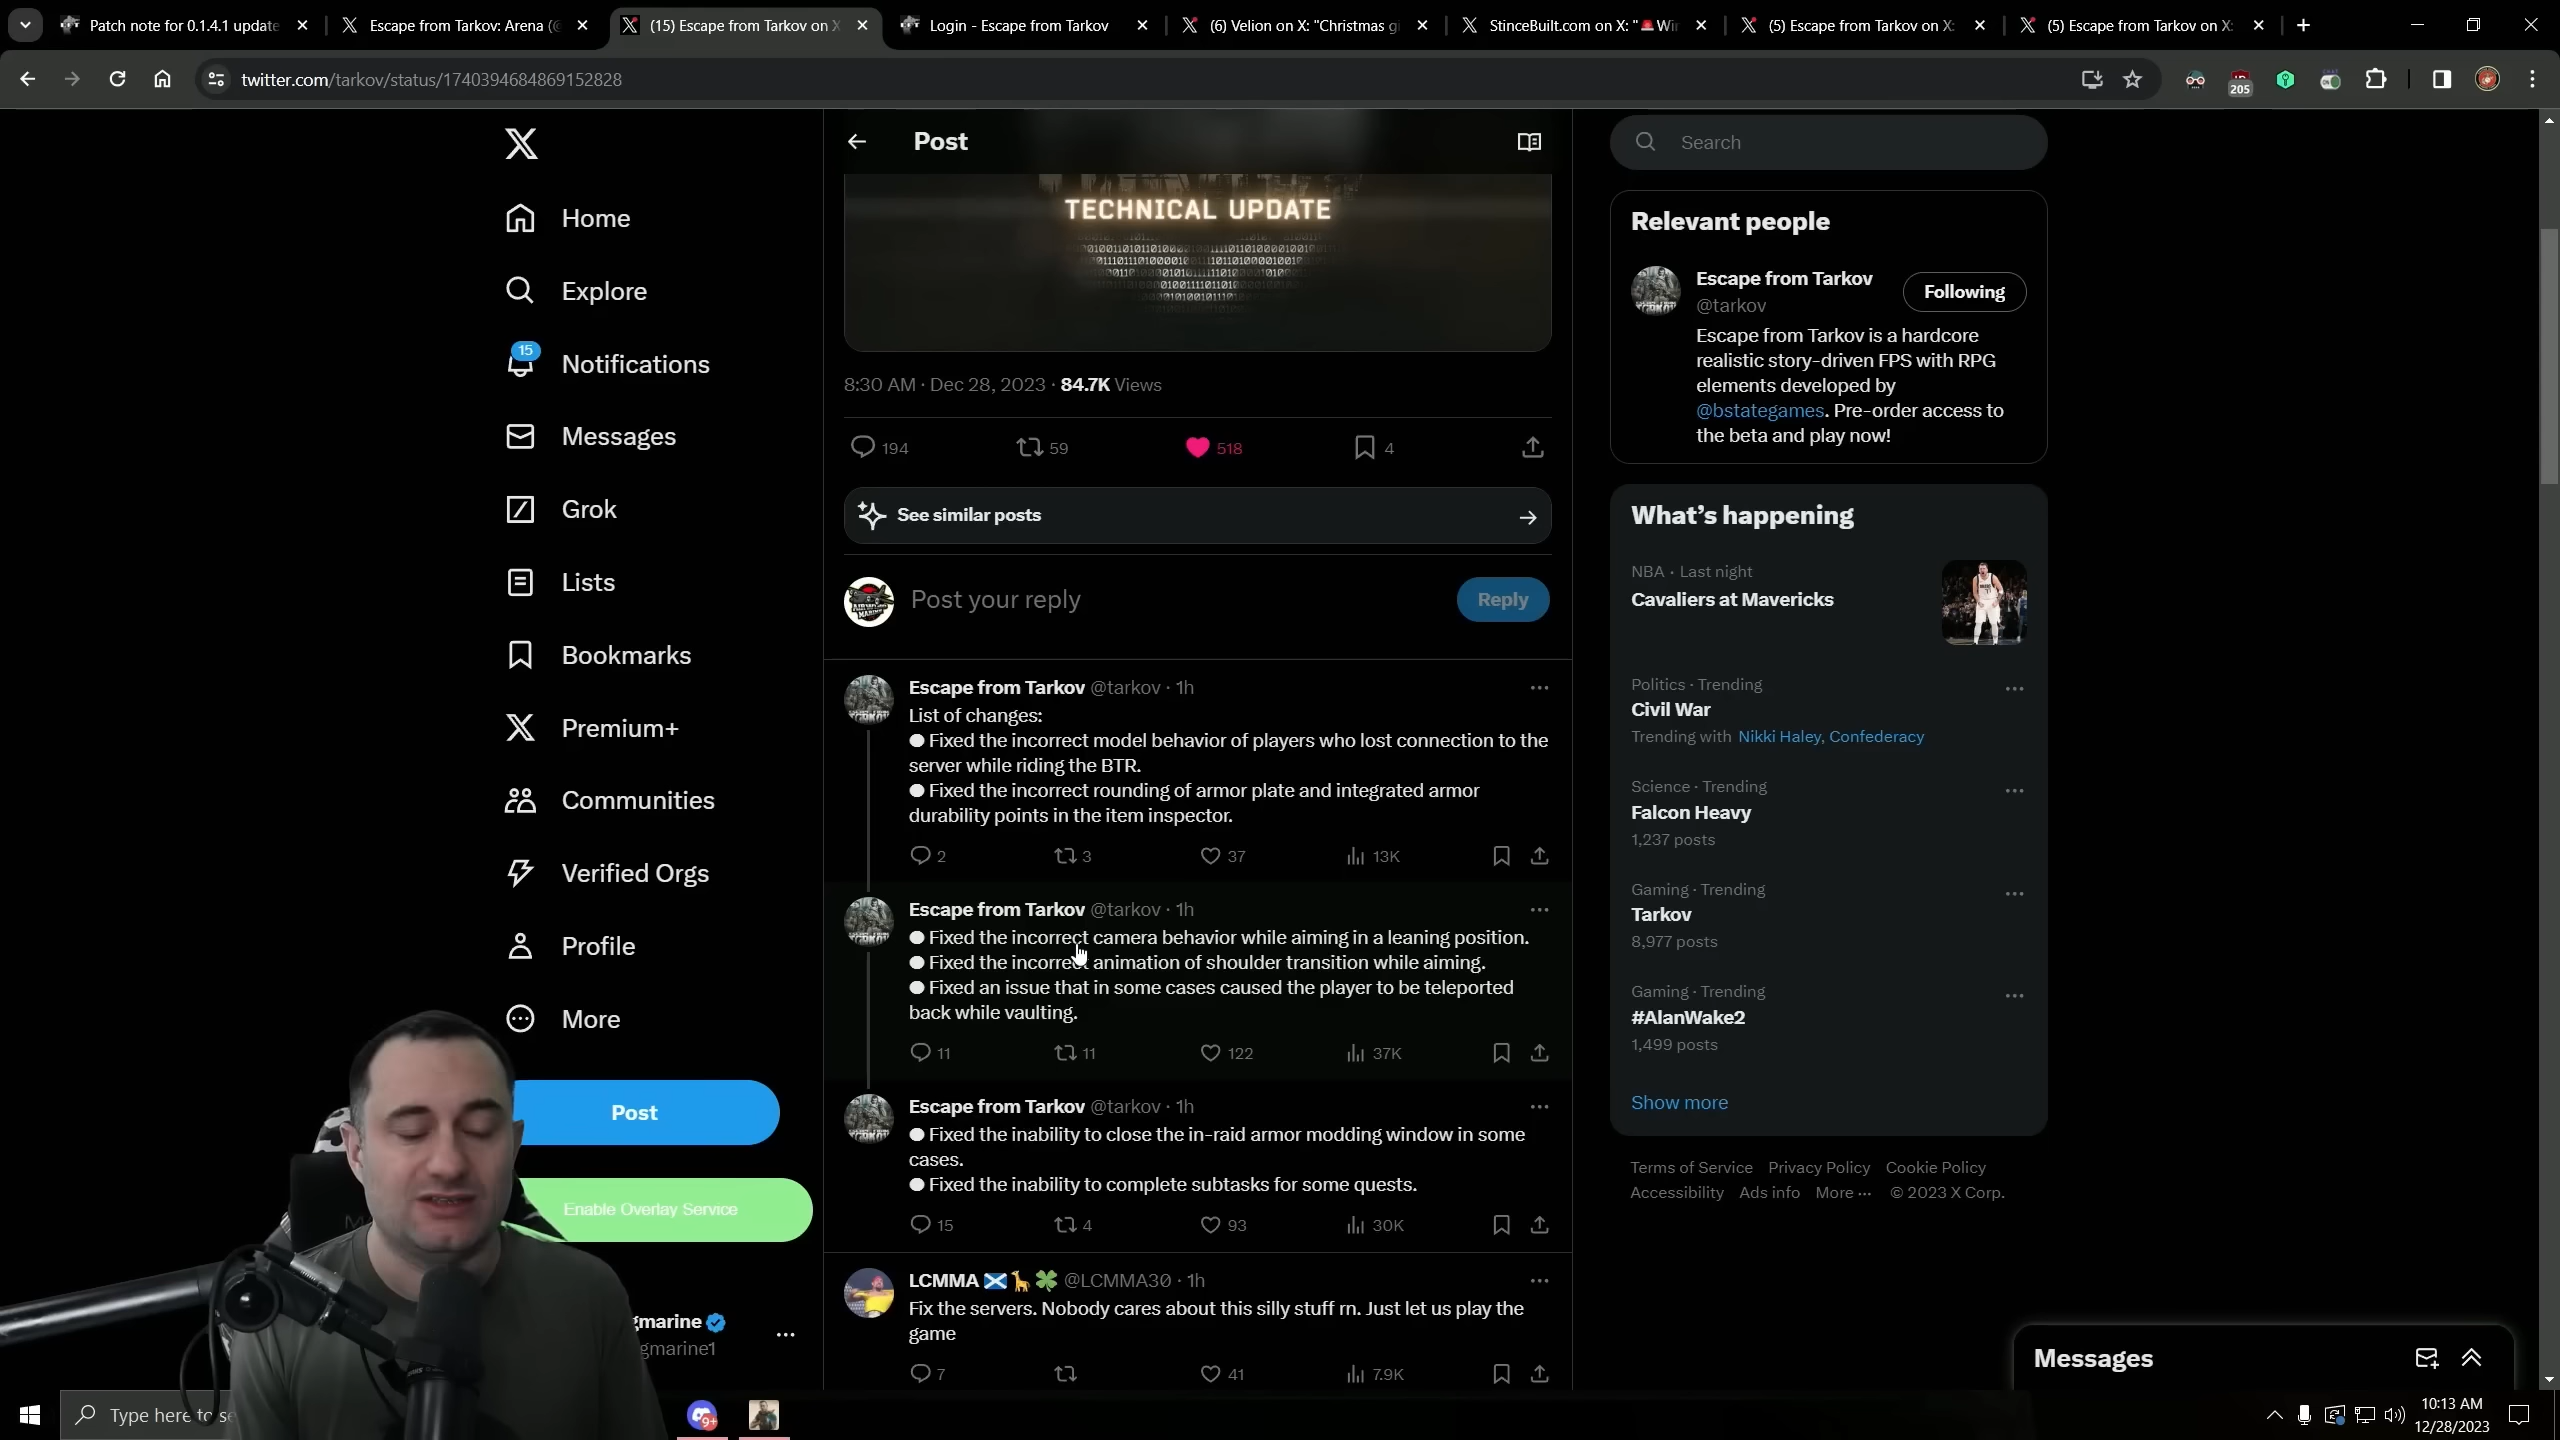 Patch note for 0.1.4.1 update
Escape from Tarkov: Arena (@
(15) Escape from Tarkov on X
Login - Escape from Tarkov
(6) Velion on X: "Christmas gi
StinceBuilt.com on X: "🚨Wi
(5) Escape from Tarkov on X:
(5) Escape from Tarkov on X:
twitter.com/tarkov/status/1740394684869152828
205
Home
Explore
15
Notifications
Messages
Grok
Lists
Bookmarks
Premium+
Communities
Verified Orgs
Profile
More
Post
Enable Overlay Service
gmarine
gmarine1
Post
TECHNICAL UPDATE
8:30 AM · Dec 28, 2023 · 84.7K Views
194 59 518 4
See similar posts
Post your reply
Reply
Escape from Tarkov @tarkov · 1h
List of changes:
● Fixed the incorrect model behavior of players who lost connection to the
server while riding the BTR.
● Fixed the incorrect rounding of armor plate and integrated armor
durability points in the item inspector.
2 3 37 13K
Escape from Tarkov @tarkov · 1h
● Fixed the incorrect camera behavior while aiming in a leaning position.
● Fixed the incorrect animation of shoulder transition while aiming.
● Fixed an issue that in some cases caused the player to be teleported
back while vaulting.
11 11 122 37K
Escape from Tarkov @tarkov · 1h
● Fixed the inability to close the in-raid armor modding window in some
cases.
● Fixed the inability to complete subtasks for some quests.
15 4 93 30K
LCMMA 🏴󠁧󠁢󠁳󠁣󠁴󠁿🦒🍀 @LCMMA30 · 1h
Fix the servers. Nobody cares about this silly stuff rn. Just let us play the
game
7 41 7.9K
Search
Relevant people
Escape from Tarkov
@tarkov
Following
Escape from Tarkov is a hardcore
realistic story-driven FPS with RPG
elements developed by
@bstategames. Pre-order access to
the beta and play now!
What's happening
NBA · Last night
Cavaliers at Mavericks
Politics · Trending
Civil War
Trending with Nikki Haley, Confederacy
Science · Trending
Falcon Heavy
1,237 posts
Gaming · Trending
Tarkov
8,977 posts
Gaming · Trending
#AlanWake2
1,499 posts
Show more
Terms of Service Privacy Policy Cookie Policy
Accessibility Ads info More ··· © 2023 X Corp.
Messages
Type here to se
9+
10:13 AM
12/28/2023